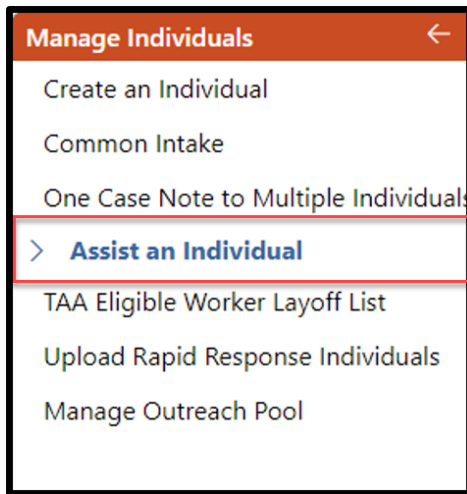 Manage Individuals
Create an Individual
Common Intake
One Case Note to Multiple Individuals
Assist an Individual
TAA Eligible Worker Layoff List
Upload Rapid Response Individuals
Manage Outreach Pool